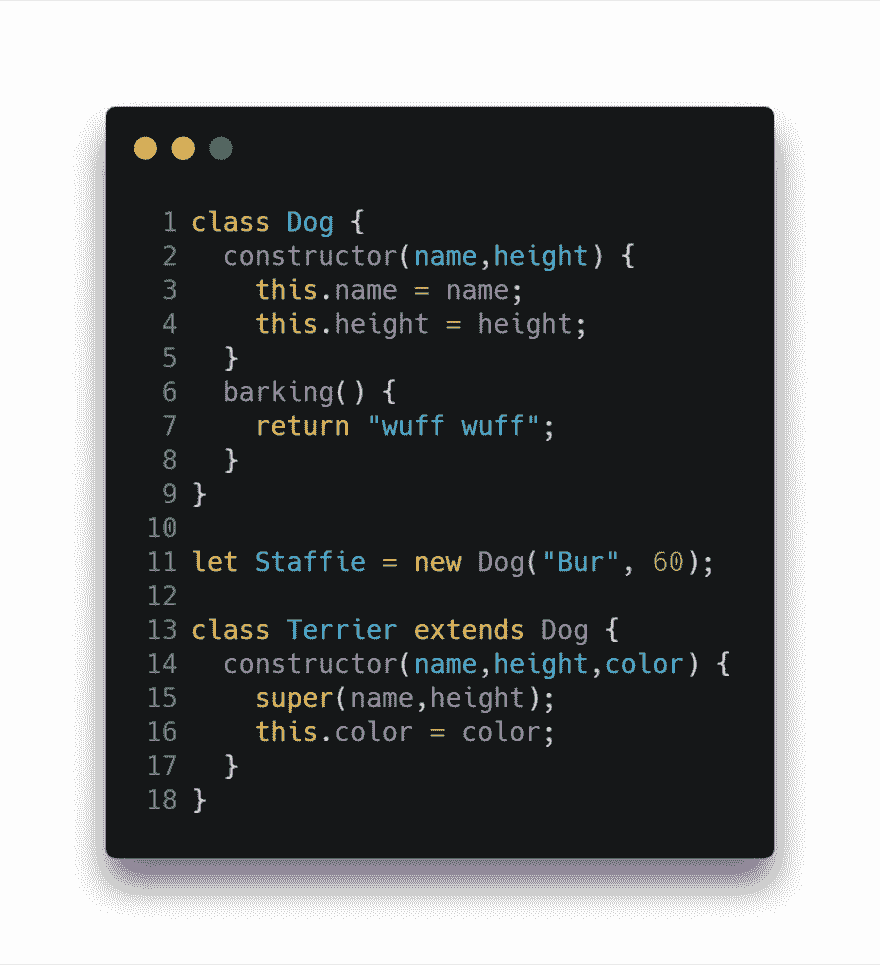 1 class Dog {
2   constructor(name,height) {
3     this.name = name;
4     this.height = height;
5   }
6   barking() {
7     return "wuff wuff";
8   }
9 }
10
11 let Staffie = new Dog("Bur", 60);
12
13 class Terrier extends Dog {
14   constructor(name,height,color) {
15     super(name,height);
16     this.color = color;
17   }
18 }